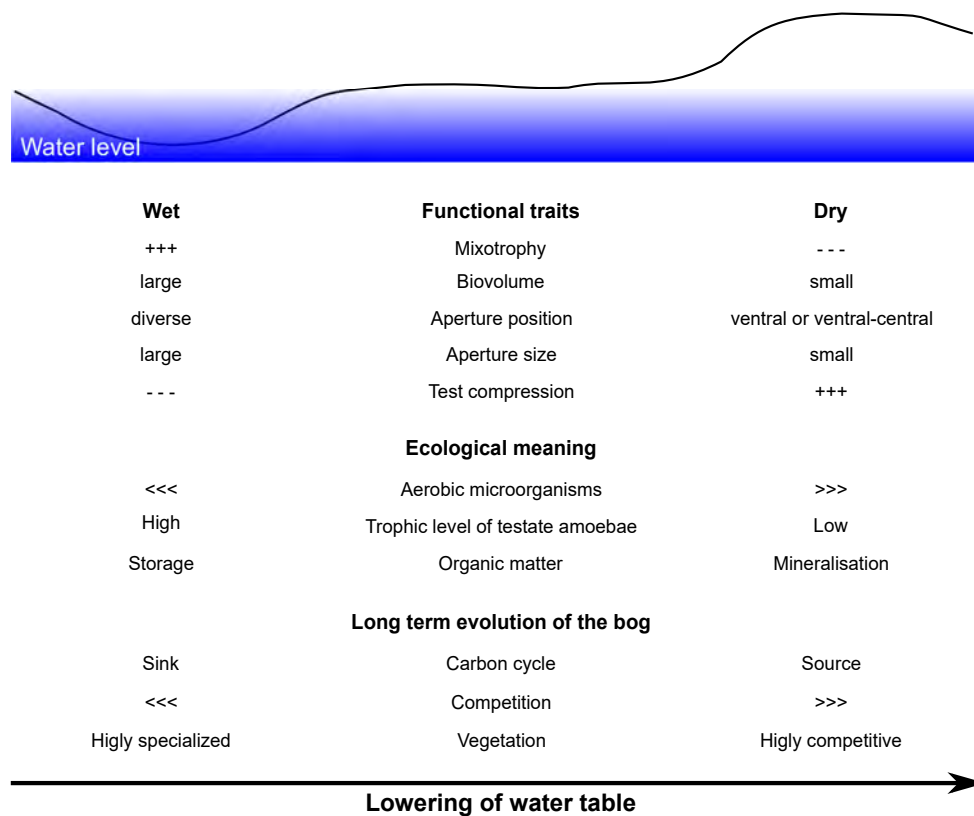 Water level
Wet Functional traits Dry
+++ Mixotrophy - - -
large Biovolume small
diverse Aperture position ventral or ventral-central
large Aperture size small
- - - Test compression +++
Ecological meaning
<<< Aerobic microorganisms >>>
High Trophic level of testate amoebae Low
Storage Organic matter Mineralisation
Long term evolution of the bog
Sink Carbon cycle Source
<<< Competition >>>
Higly specialized Vegetation Higly competitive
Lowering of water table